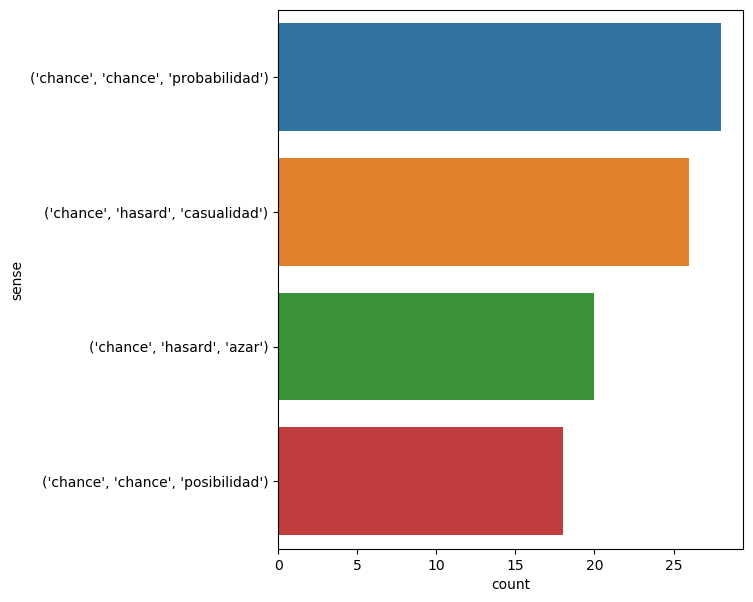 ('chance', 'chance', 'probabilidad')
('chance', 'hasard', 'casualidad')
sense
('chance', 'hasard', 'azar')
('chance', 'chance', 'posibilidad')
0 5 10 15 20 25
count